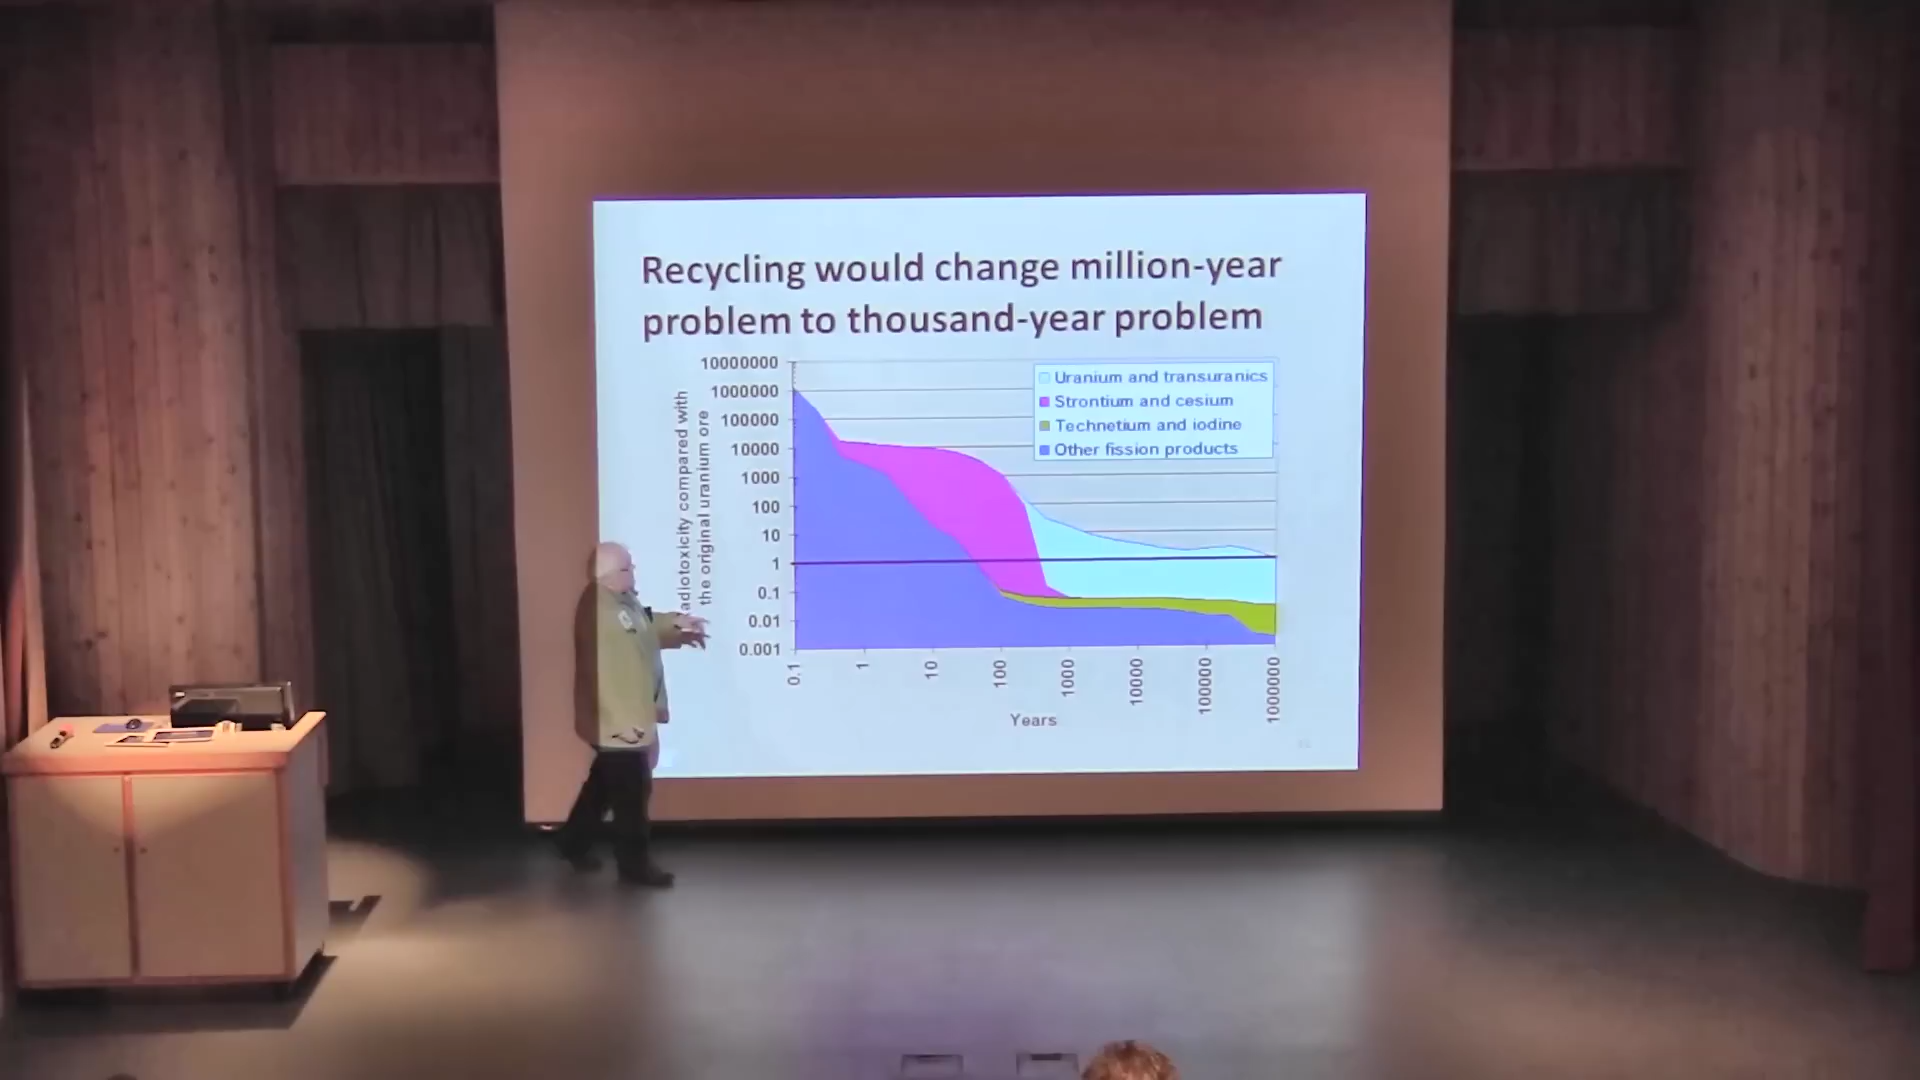 Recycling would change million-year
problem to thousand-year problem
adiotoxicity compared with
the original uranium ore
10000000
1000000
100000
10000
1000
100
10
1
0.1
0.01
0.001
Uranium and transuranics
Strontium and cesium
Technetium and iodine
Other fission products
0.1
1
10
100
1000
10000
100000
1000000
Years